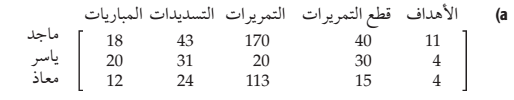 (a الأهداف قطع التمريرات التمريرات التسديدات المباريات
ماجد 18 43 170 40 11
ياسر 20 31 20 30 4
معاذ 12 24 113 15 4